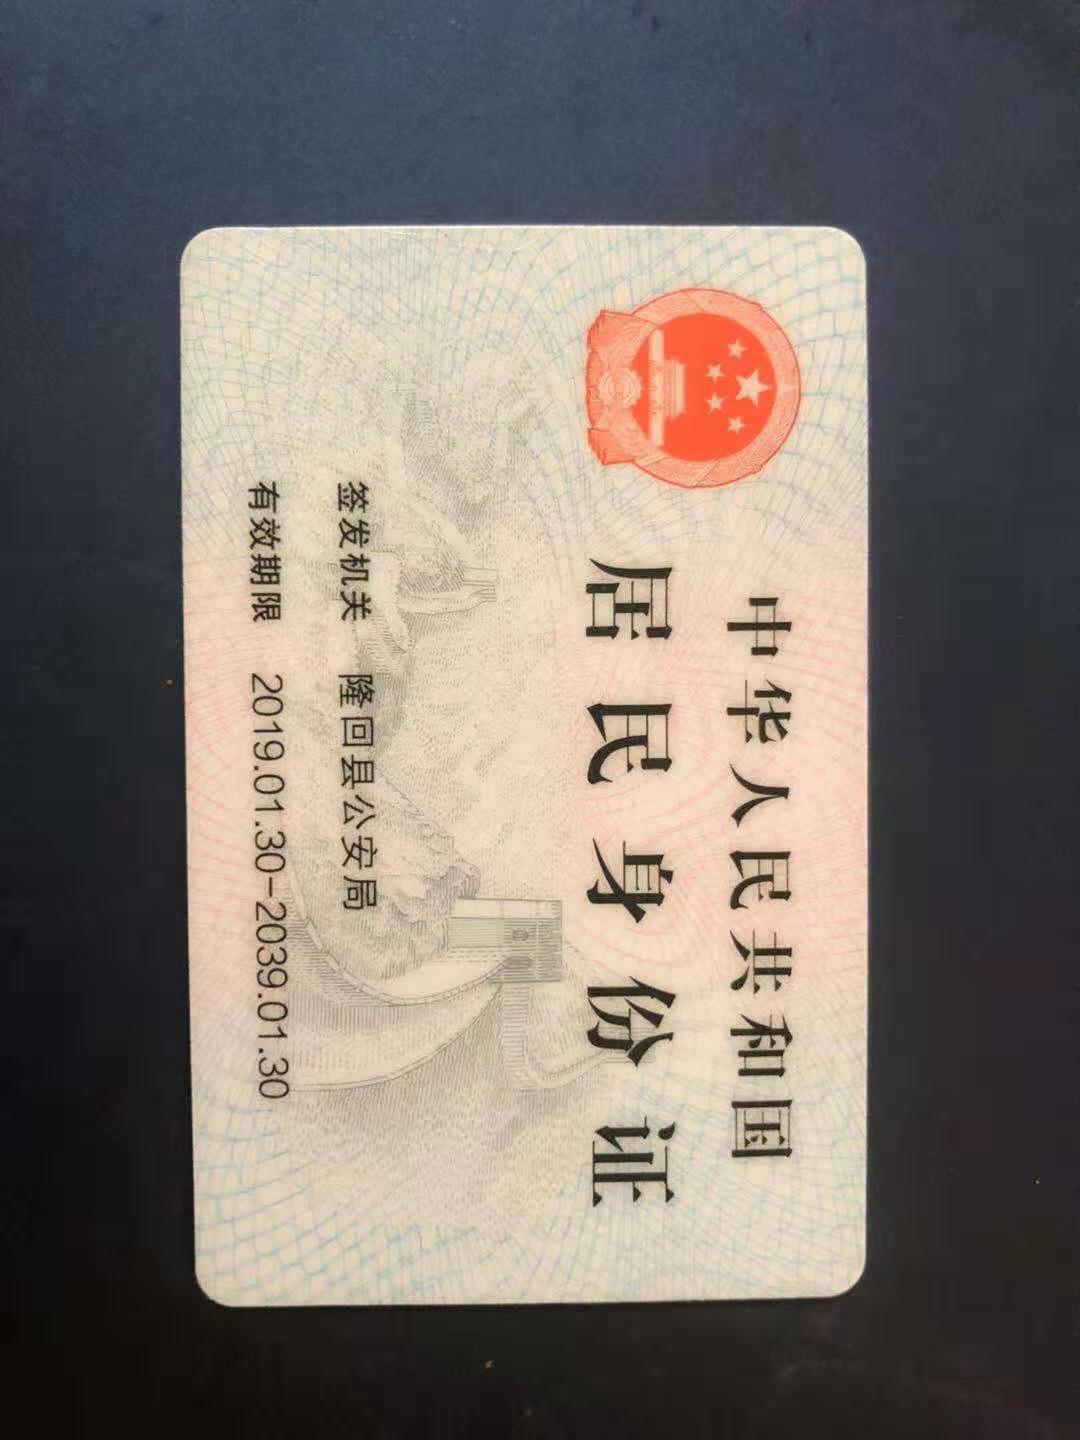 中华人民共和国
居民身份证
签发机关 隆回县公安局
有效期限 2019.01.30-2039.01.30